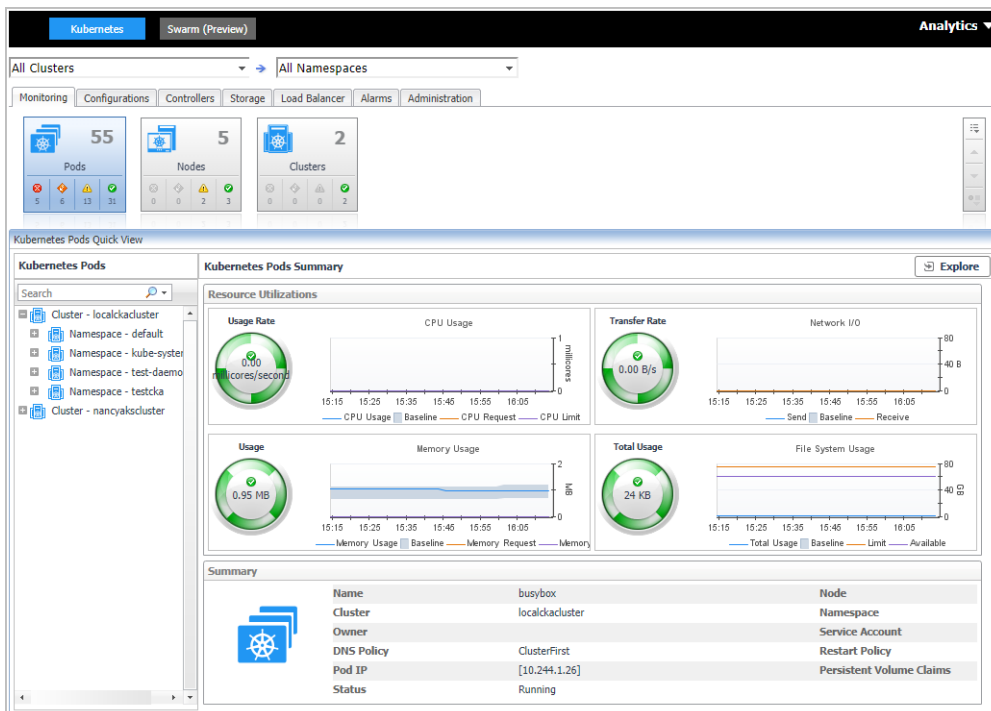 Kubernetes Swarm (Preview) Analytics
All Clusters All Namespaces
Monitoring Configurations Controllers Storage Load Balancer Alarms Administration
55 5 2
Pods Nodes Clusters
5 6 13 31 0 0 2 3 0 0 0 2
Kubernetes Pods Quick View
Kubernetes Pods Kubernetes Pods Summary Explore
Search
Cluster - localckacluster
Namespace - default
Namespace - kube-system
Namespace - test-daemo
Namespace - testcka
Cluster - nancyakscluster
Resource Utilizations
Usage Rate CPU Usage
0.00
millicores/second
1
0
millicores
15:15 15:25 15:35 15:45 15:55 16:05
CPU Usage Baseline CPU Request CPU Limit
Transfer Rate Network I/O
0.00 B/s
80
40 B
0
15:15 15:25 15:35 15:45 15:55 16:05
Send Baseline Receive
Usage Memory Usage
0.95 MB
2
0
MB
15:15 15:25 15:35 15:45 15:55 16:05
Memory Usage Baseline Memory Request Memory
Total Usage File System Usage
24 KB
80
40
0
GB
15:15 15:25 15:35 15:45 15:55 16:05
Total Usage Baseline Limit Available
Summary
Name busybox Node
Cluster localckacluster Namespace
Owner Service Account
DNS Policy ClusterFirst Restart Policy
Pod IP [10.244.1.26] Persistent Volume Claims
Status Running